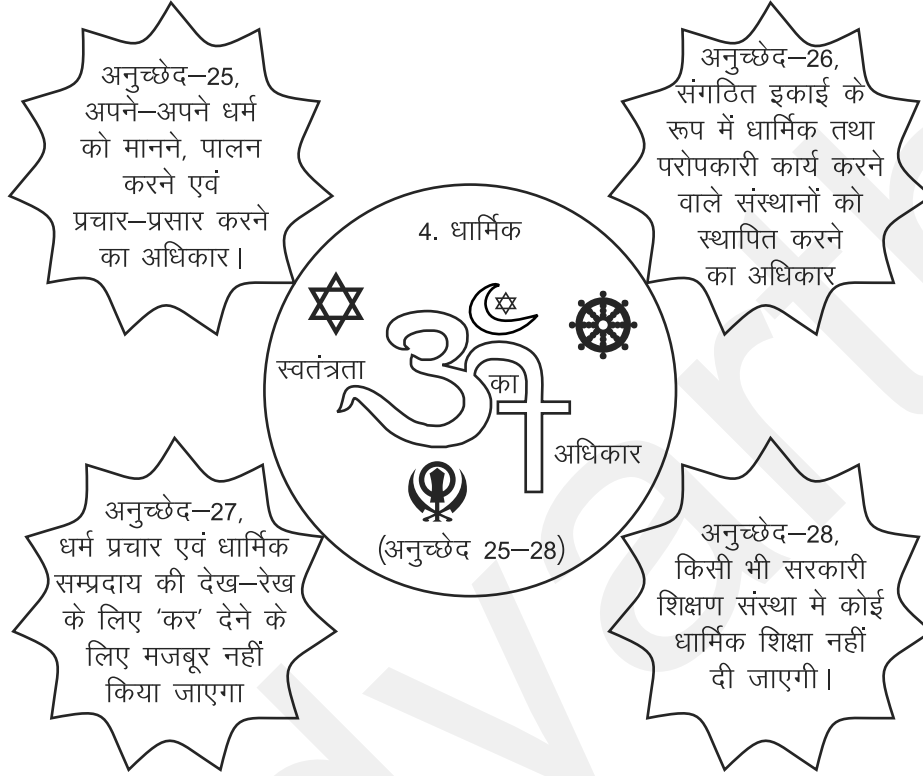 अनुच्छेद–25,
अपने–अपने धर्म
को मानने, पालन
करने एवं
प्रचार–प्रसार करने
का अधिकार।
अनुच्छेद–26,
संगठित इकाई के
रूप में धार्मिक तथा
परोपकारी कार्य करने
वाले संस्थानों को
स्थापित करने
का अधिकार
4. धार्मिक
स्वतंत्रता
का
अधिकार
(अनुच्छेद 25–28)
अनुच्छेद–27,
धर्म प्रचार एवं धार्मिक
सम्प्रदाय की देख–रेख
के लिए 'कर' देने के
लिए मजबूर नहीं
किया जाएगा
अनुच्छेद–28,
किसी भी सरकारी
शिक्षण संस्था मे कोई
धार्मिक शिक्षा नहीं
दी जाएगी।